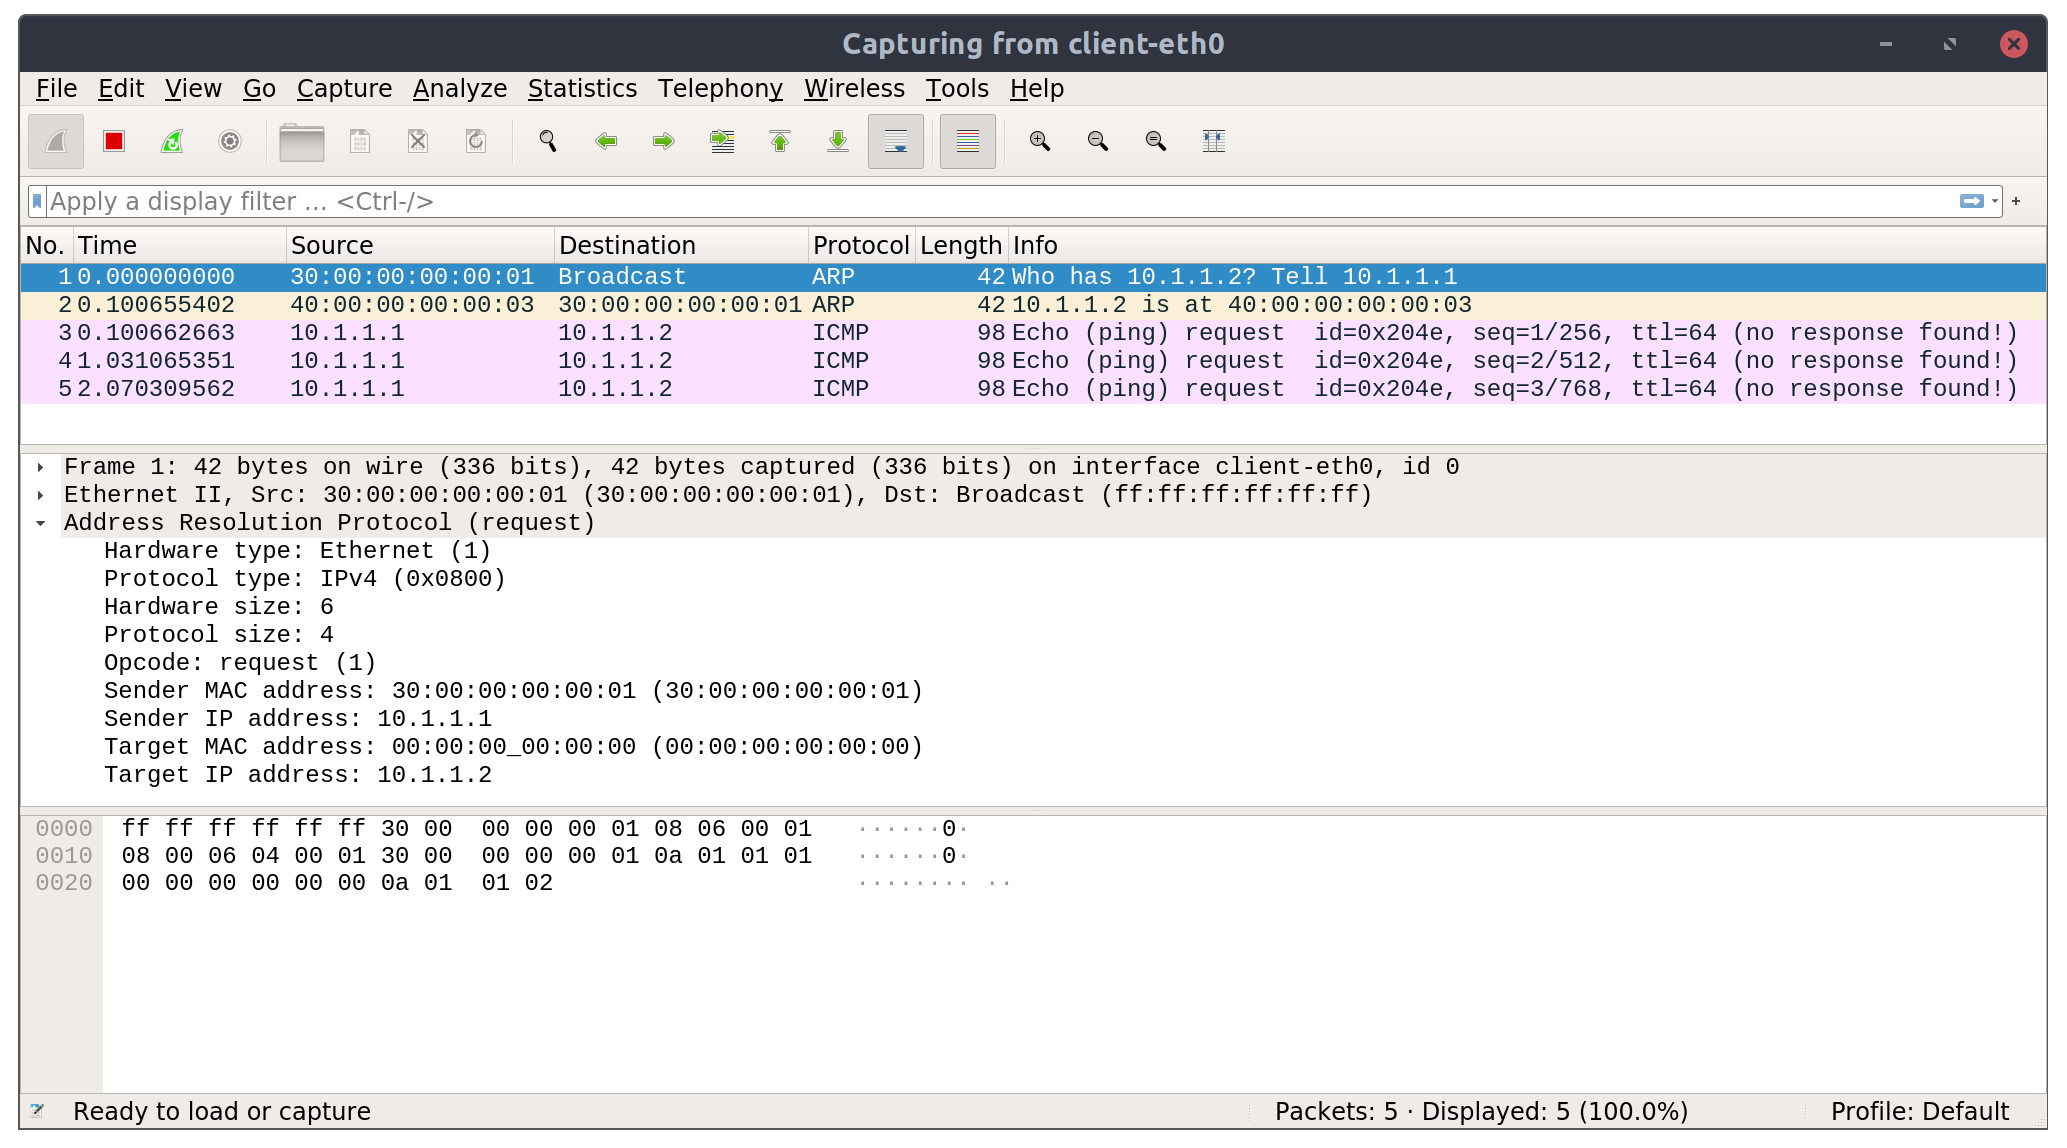 Capturing from client-eth0
File Edit View Go Capture Analyze Statistics Telephony Wireless Tools Help
Apply a display filter ... <Ctrl-/>
+
No. Time Source Destination Protocol Length Info
1 0.000000000 30:00:00:00:00:01 Broadcast ARP 42 Who has 10.1.1.2? Tell 10.1.1.1
2 0.100655402 40:00:00:00:00:03 30:00:00:00:00:01 ARP 42 10.1.1.2 is at 40:00:00:00:00:03
3 0.100662663 10.1.1.1 10.1.1.2 ICMP 98 Echo (ping) request id=0x204e, seq=1/256, ttl=64 (no response found!)
4 1.031065351 10.1.1.1 10.1.1.2 ICMP 98 Echo (ping) request id=0x204e, seq=2/512, ttl=64 (no response found!)
5 2.070309562 10.1.1.1 10.1.1.2 ICMP 98 Echo (ping) request id=0x204e, seq=3/768, ttl=64 (no response found!)
Frame 1: 42 bytes on wire (336 bits), 42 bytes captured (336 bits) on interface client-eth0, id 0
Ethernet II, Src: 30:00:00:00:00:01 (30:00:00:00:00:01), Dst: Broadcast (ff:ff:ff:ff:ff:ff)
Address Resolution Protocol (request)
Hardware type: Ethernet (1)
Protocol type: IPv4 (0x0800)
Hardware size: 6
Protocol size: 4
Opcode: request (1)
Sender MAC address: 30:00:00:00:00:01 (30:00:00:00:00:01)
Sender IP address: 10.1.1.1
Target MAC address: 00:00:00_00:00:00 (00:00:00:00:00:00)
Target IP address: 10.1.1.2
0000 ff ff ff ff ff ff 30 00 00 00 00 01 08 06 00 01 ······0·
0010 08 00 06 04 00 01 30 00 00 00 00 01 0a 01 01 01 ······0·
0020 00 00 00 00 00 00 0a 01 01 02 ········ ··
Ready to load or capture Packets: 5 · Displayed: 5 (100.0%) Profile: Default